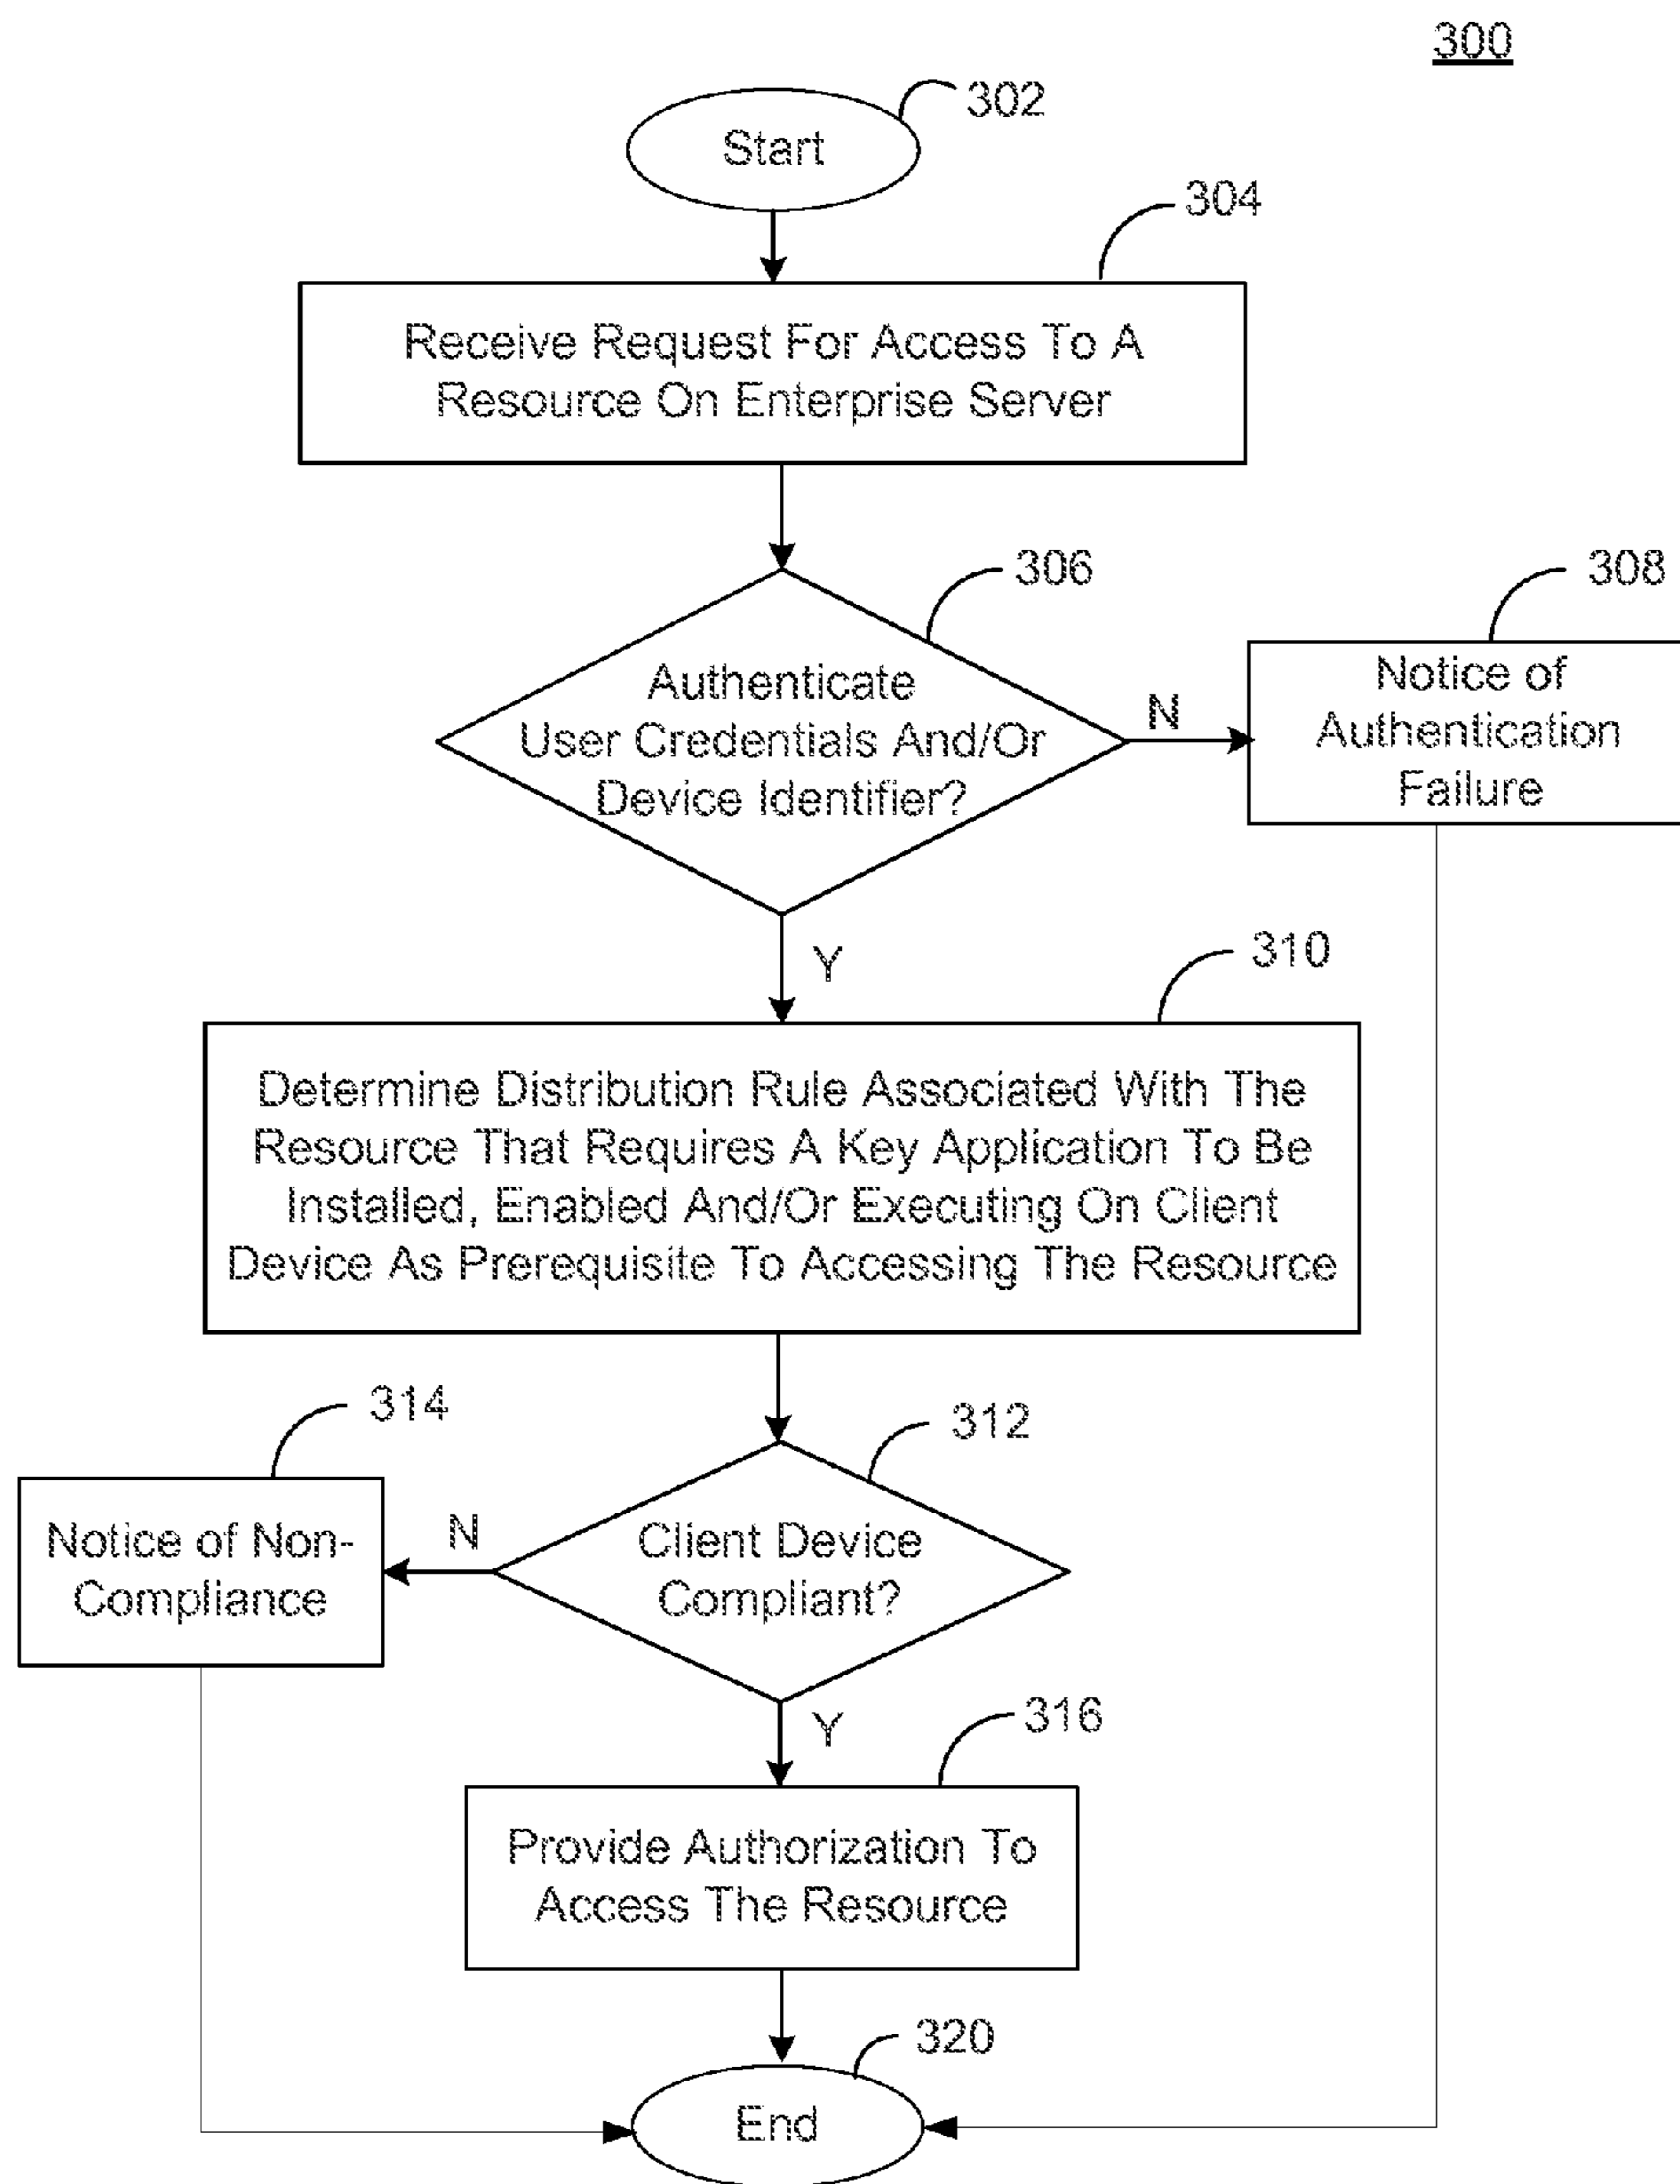 300
302
Start
304
Receive Request For Access To A
Resource On Enterprise Server
306
308
Authenticate
User Credentials And/Or
Device Identifier?
N
Notice of
Authentication
Failure
Y
310
Determine Distribution Rule Associated With The
Resource That Requires A Key Application To Be
Installed, Enabled And/Or Executing On Client
Device As Prerequisite To Accessing The Resource
314
312
Notice of Non-
Compliance
N
Client Device
Compliant?
Y
316
Provide Authorization To
Access The Resource
320
End